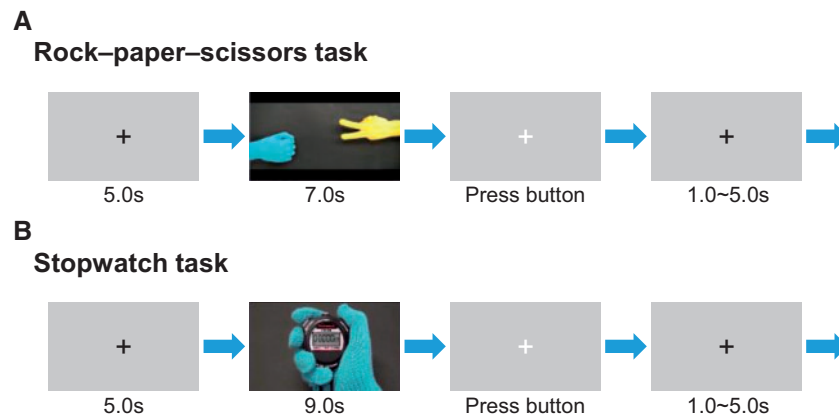 A
Rock–paper–scissors task
5.0s 7.0s Press button 1.0~5.0s
B
Stopwatch task
5.0s 9.0s Press button 1.0~5.0s